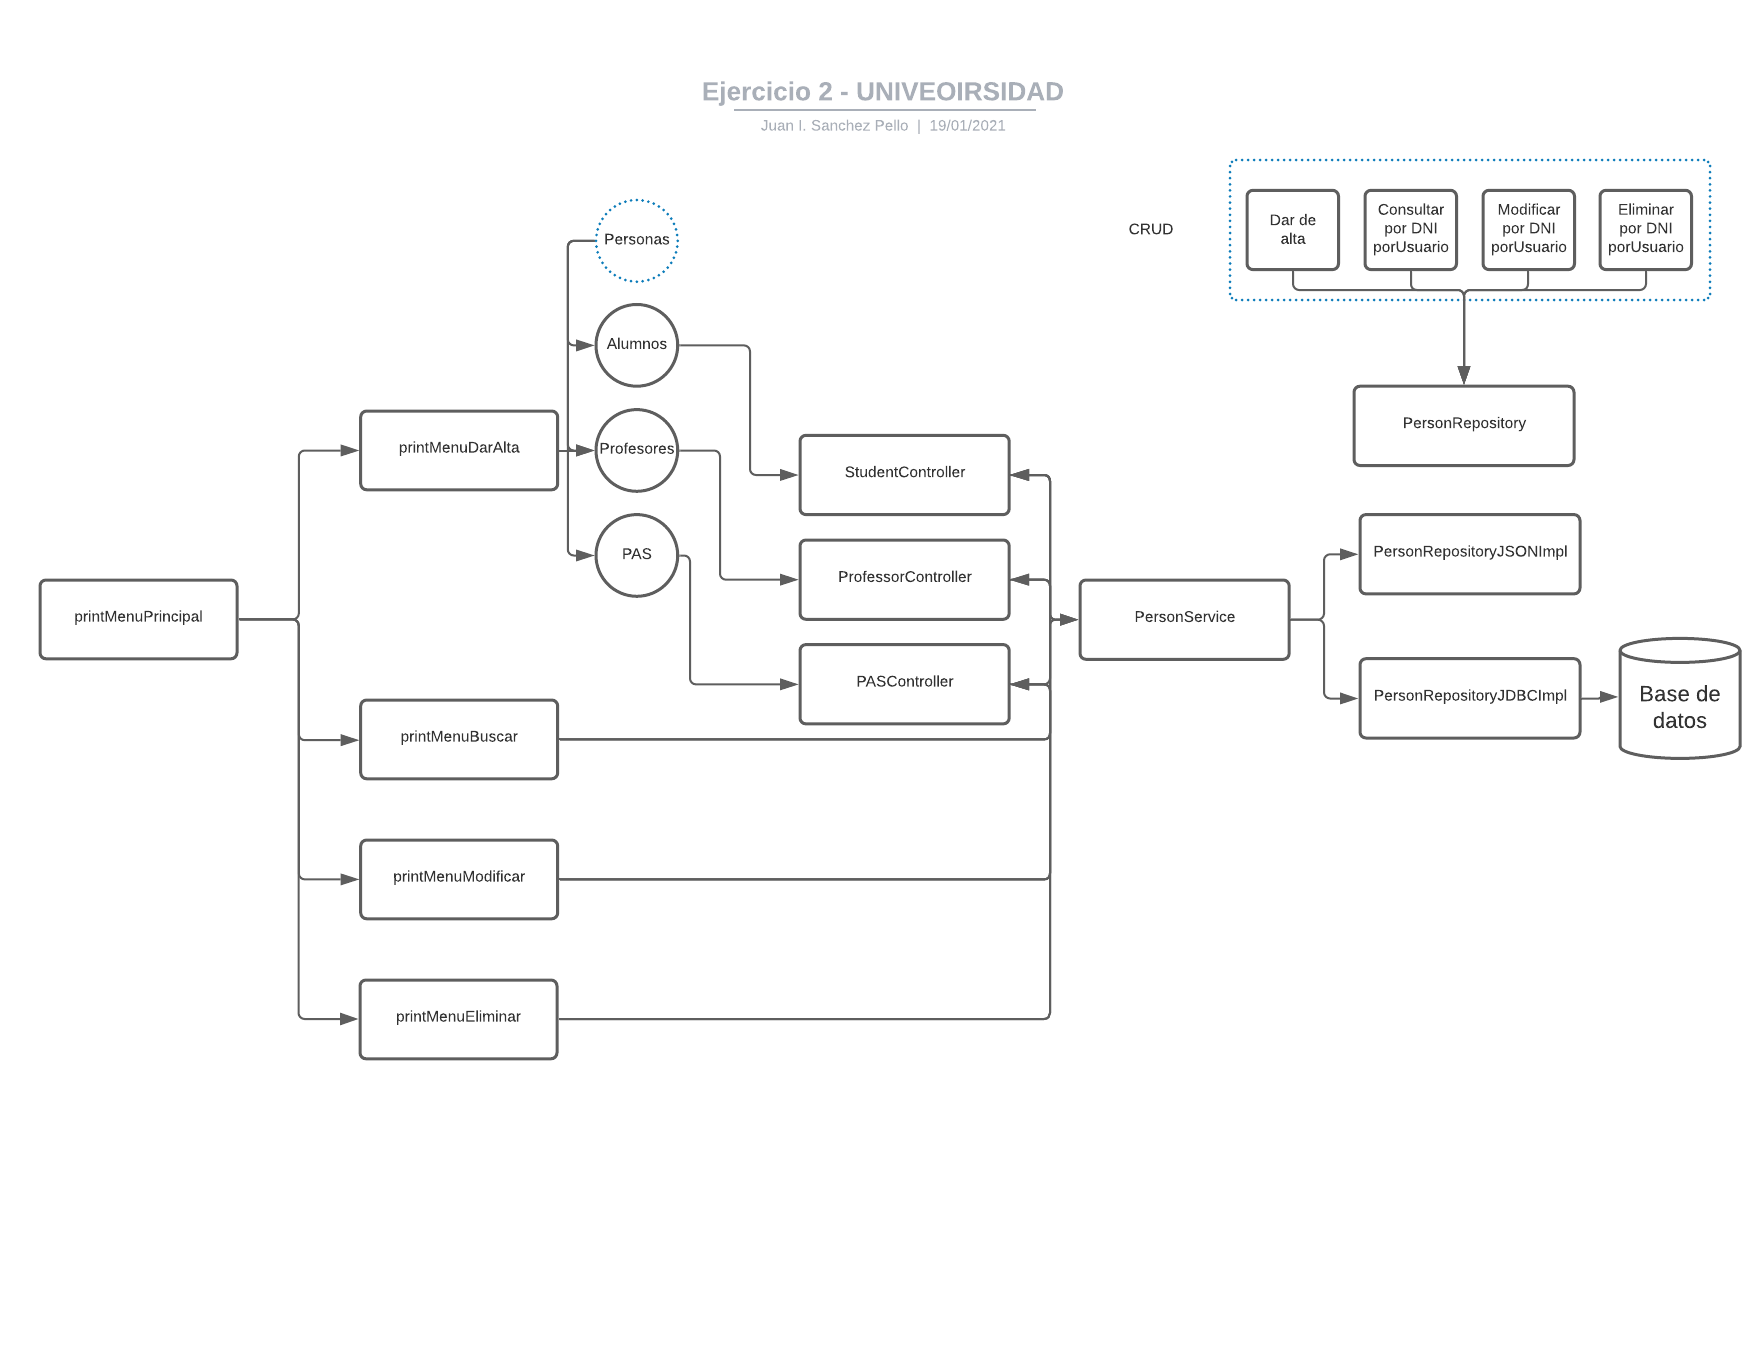 Ejercicio 2 - UNIVEOIRSIDAD
Juan I. Sanchez Pello | 19/01/2021
CRUD
Dar de
alta
Consultar
por DNI
porUsuario
Modificar
por DNI
porUsuario
Eliminar
por DNI
porUsuario
Personas
Alumnos
Profesores
PAS
printMenuDarAlta
StudentController
ProfessorController
PASController
PersonRepository
PersonRepositoryJSONImpl
printMenuPrincipal
PersonService
PersonRepositoryJDBCImpl
Base de
datos
printMenuBuscar
printMenuModificar
printMenuEliminar